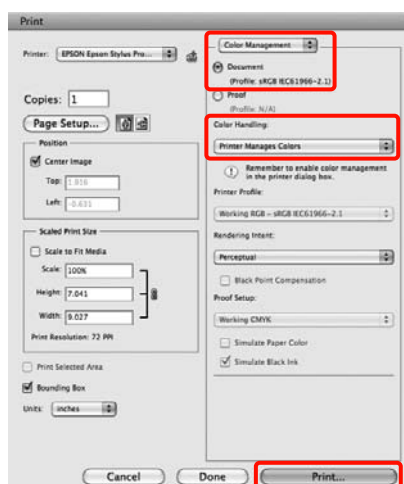 Print
Printer: EPSON Epson Stylus Pro...
Copies: 1
Page Setup...
Position
Center Image
Top: 1.816
Left: -0.631
Scaled Print Size
Scale to Fit Media
Scale: 100%
Height: 7.041
Width: 9.027
Print Resolution: 72 PPI
Print Selected Area
Bounding Box
Units: inches
Color Management
Document
(Profile: sRGB IEC61966-2.1)
Proof
(Profile: N/A)
Color Handling:
Printer Manages Colors
Remember to enable color management
in the printer dialog box.
Printer Profile:
Working RGB - sRGB IEC61966-2.1
Rendering Intent:
Perceptual
Black Point Compensation
Proof Setup:
Working CMYK
Simulate Paper Color
Simulate Black Ink
Cancel
Done
Print...